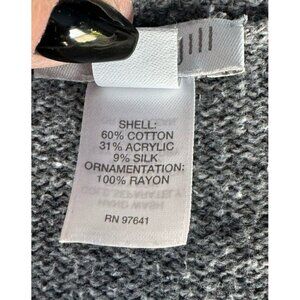 SHELL:
60% COTTON
31% ACRYLIC
9% SILK
ORNAMENTATION:
100% RAYON
RN 97641